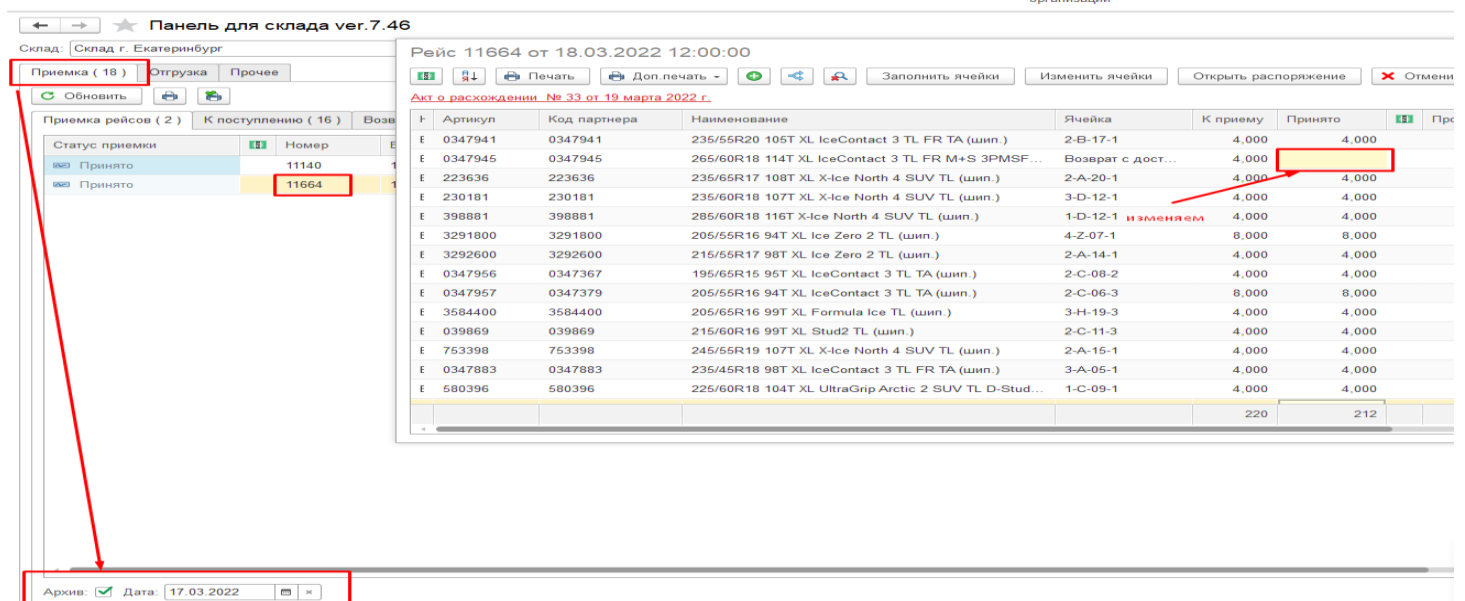 организации
Панель для склада ver.7.46
Склад: Склад г. Екатеринбург
Приемка ( 18 ) Отгрузка Прочее
Обновить
Приемка рейсов ( 2 ) К поступлению ( 16 ) Возв
Статус приемки Номер
Принято 11140
Принято 11664
Рейс 11664 от 18.03.2022 12:00:00
Печать Доп.печать Заполнить ячейки Изменить ячейки Открыть распоряжение Отмени
Акт о расхождении № 33 от 19 марта 2022 г.
Артикул Код партнера Наименование Ячейка К приему Принято Про
0347941 0347941 235/55R20 105T XL IceContact 3 TL FR TA (шип.) 2-B-17-1 4,000 4,000
0347945 0347945 265/60R18 114T XL IceContact 3 TL FR M+S 3PMSF... Возврат с дост... 4,000
223636 223636 235/65R17 108T XL X-Ice North 4 SUV TL (шип.) 2-A-20-1 4,000 4,000
230181 230181 235/60R18 107T XL X-Ice North 4 SUV TL (шип.) 3-D-12-1 4,000 4,000
398881 398881 285/60R18 116T X-Ice North 4 SUV TL (шип.) 1-D-12-1 изменяем 4,000 4,000
3291800 3291800 205/55R16 94T XL Ice Zero 2 TL (шип.) 4-Z-07-1 8,000 8,000
3292600 3292600 215/55R17 98T XL Ice Zero 2 TL (шип.) 2-A-14-1 4,000 4,000
0347956 0347367 195/65R15 95T XL IceContact 3 TL TA (шип.) 2-C-08-2 4,000 4,000
0347957 0347379 205/55R16 94T XL IceContact 3 TL TA (шип.) 2-C-06-3 8,000 8,000
3584400 3584400 205/65R16 99T XL Formula Ice TL (шип.) 3-H-19-3 4,000 4,000
039869 039869 215/60R16 99T XL Stud2 TL (шип.) 2-C-11-3 4,000 4,000
753398 753398 245/55R19 107T XL X-Ice North 4 SUV TL (шип.) 2-A-15-1 4,000 4,000
0347883 0347883 235/45R18 98T XL IceContact 3 TL FR TA (шип.) 3-A-05-1 4,000 4,000
580396 580396 225/60R18 104T XL UltraGrip Arctic 2 SUV TL D-Stud... 1-C-09-1 4,000 4,000
220 212
Архив: Дата: 17.03.2022